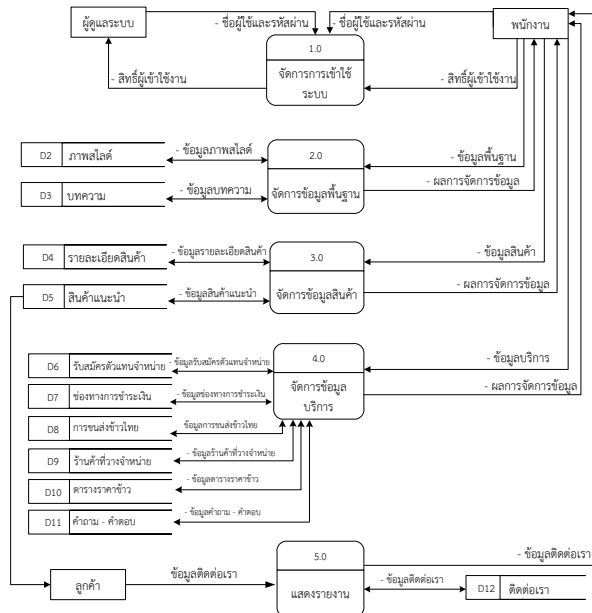 ผู้ดูแลระบบ
- ชื่อผู้ใช้และรหัสผ่าน
- ชื่อผู้ใช้และรหัสผ่าน
พนักงาน
1.0
จัดการการเข้าใช้
ระบบ
- สิทธิ์ผู้เข้าใช้งาน
- สิทธิ์ผู้เข้าใช้งาน
D2 ภาพสไลด์
- ข้อมูลภาพสไลด์
2.0
จัดการข้อมูลพื้นฐาน
- ข้อมูลพื้นฐาน
- ผลการจัดการข้อมูล
D3 บทความ
- ข้อมูลบทความ
D4 รายละเอียดสินค้า
- ข้อมูลรายละเอียดสินค้า
3.0
จัดการข้อมูลสินค้า
- ข้อมูลสินค้า
- ผลการจัดการข้อมูล
D5 สินค้าแนะนำ
- ข้อมูลสินค้าแนะนำ
4.0
จัดการข้อมูล
บริการ
- ข้อมูลบริการ
- ผลการจัดการข้อมูล
D6 รับสมัครตัวแทนจำหน่าย
- ข้อมูลรับสมัครตัวแทนจำหน่าย
D7 ช่องทางการชำระเงิน
- ข้อมูลช่องทางการชำระเงิน
D8 การขนส่งข้าวไทย
ข้อมูลการขนส่งข้าวไทย
D9 ร้านค้าที่วางจำหน่าย
- ข้อมูลร้านค้าที่วางจำหน่าย
D10 ตารางราคาข้าว
- ข้อมูลตารางราคาข้าว
D11 คำถาม - คำตอบ
- ข้อมูลคำถาม - คำตอบ
ลูกค้า
ข้อมูลติดต่อเรา
5.0
แสดงรายงาน
- ข้อมูลติดต่อเรา
- ข้อมูลติดต่อเรา
D12 ติดต่อเรา